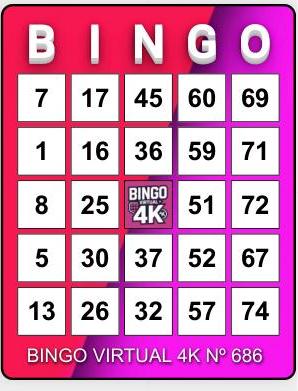 B I N G O
7 17 45 60 69
1 16 36 59 71
8 25 BINGO VIRTUAL 4K 51 72
5 30 37 52 67
13 26 32 57 74
BINGO VIRTUAL 4K Nº 686